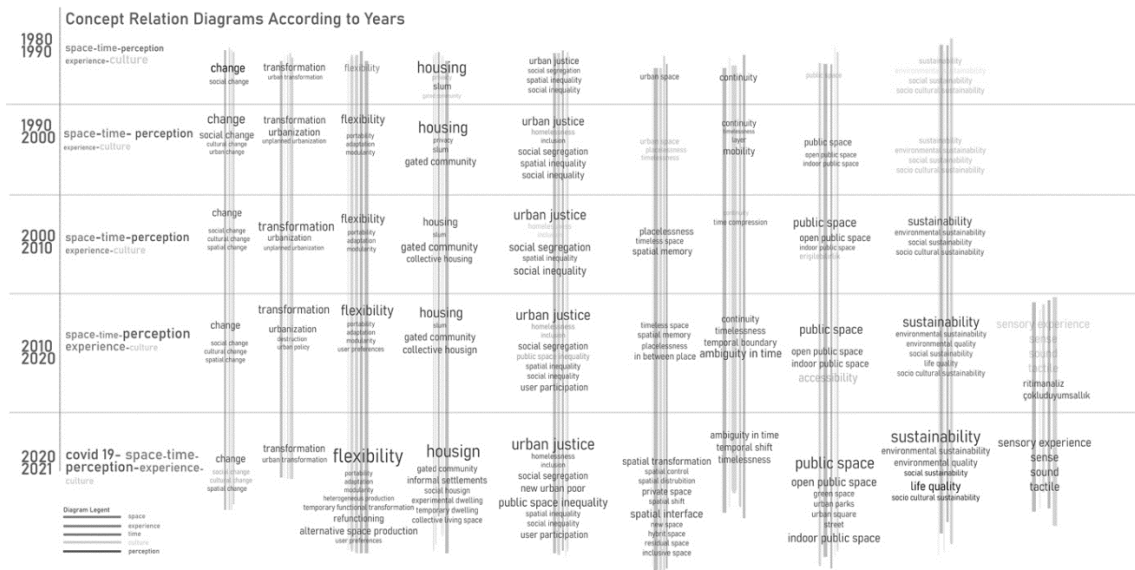 Concept Relation Diagrams According to Years
1980
1990
space-time-perception
experience-culture
change
social change
transformation
urban transformation
flexibility
housing
privacy
slum
gated community
urban justice
social segregation
spatial inequality
social inequality
urban space
continuity
public space
sustainability
environmental sustainability
social sustainability
socio cultural sustainability
1990
2000
space-time- perception
experience-culture
change
social change
cultural change
urban change
transformation
urbanization
unplanned urbanization
flexibility
portability
adaptation
modularity
housing
privacy
slum
gated community
urban justice
homelessness
inclusion
social segregation
spatial inequality
social inequality
urban space
placelessness
timelessness
continuity
timelessness
layer
mobility
public space
open public space
indoor public space
sustainability
environmental sustainability
social sustainability
socio cultural sustainability
2000
2010
space-time-perception
experience-culture
change
social change
cultural change
spatial change
transformation
urbanization
unplanned urbanization
flexibility
portability
adaptation
modularity
housing
slum
gated community
collective housing
urban justice
homelessness
inclusion
social segregation
spatial inequality
social inequality
placelessness
timeless space
spatial memory
continuity
time compression
public space
open public space
indoor public space
erişilebilirlik
sustainability
environmental sustainability
social sustainability
socio cultural sustainability
2010
2020
space-time-perception
experience-culture
change
social change
cultural change
spatial change
transformation
urbanization
destruction
urban policy
flexibility
portability
adaptation
modularity
user preferences
housing
slum
gated community
collective housign
urban justice
homelessness
inclusion
social segregation
public space inequality
spatial inequality
social inequality
user participation
timeless space
spatial memory
placelessness
in between place
continuity
timelessness
temporal boundary
ambiguity in time
public space
open public space
indoor public space
accessibility
sustainability
environmental sustainability
environmental quality
social sustainability
life quality
socio cultural sustainability
sensory experience
sense
sound
tactile
ritimanaliz
çokluduyumsallık
2020
2021
covid 19- space-time-
perception-experience-
culture
change
social change
cultural change
spatial change
transformation
urban transformation
flexibility
portability
adaptation
modularity
heterogeneous production
temporary functional transformation
refunctioning
alternative space production
user preferences
housign
gated community
informal settlements
social housign
experimental dwelling
temporary dwelling
collective living space
urban justice
homelessness
inclusion
social segregation
new urban poor
public space inequality
spatial inequality
social inequality
user participation
spatial transformation
spatial control
spatial distrubition
private space
spatial shift
spatial interface
new space
hybrit space
residual space
inclusive space
ambiguity in time
temporal shift
timelessness
public space
open public space
green space
urban parks
urban square
street
indoor public space
sustainability
environmental sustainability
environmental quality
social sustainability
life quality
socio cultural sustainability
sensory experience
sense
sound
tactile
Diagram Legent
space
experience
time
culture
perception